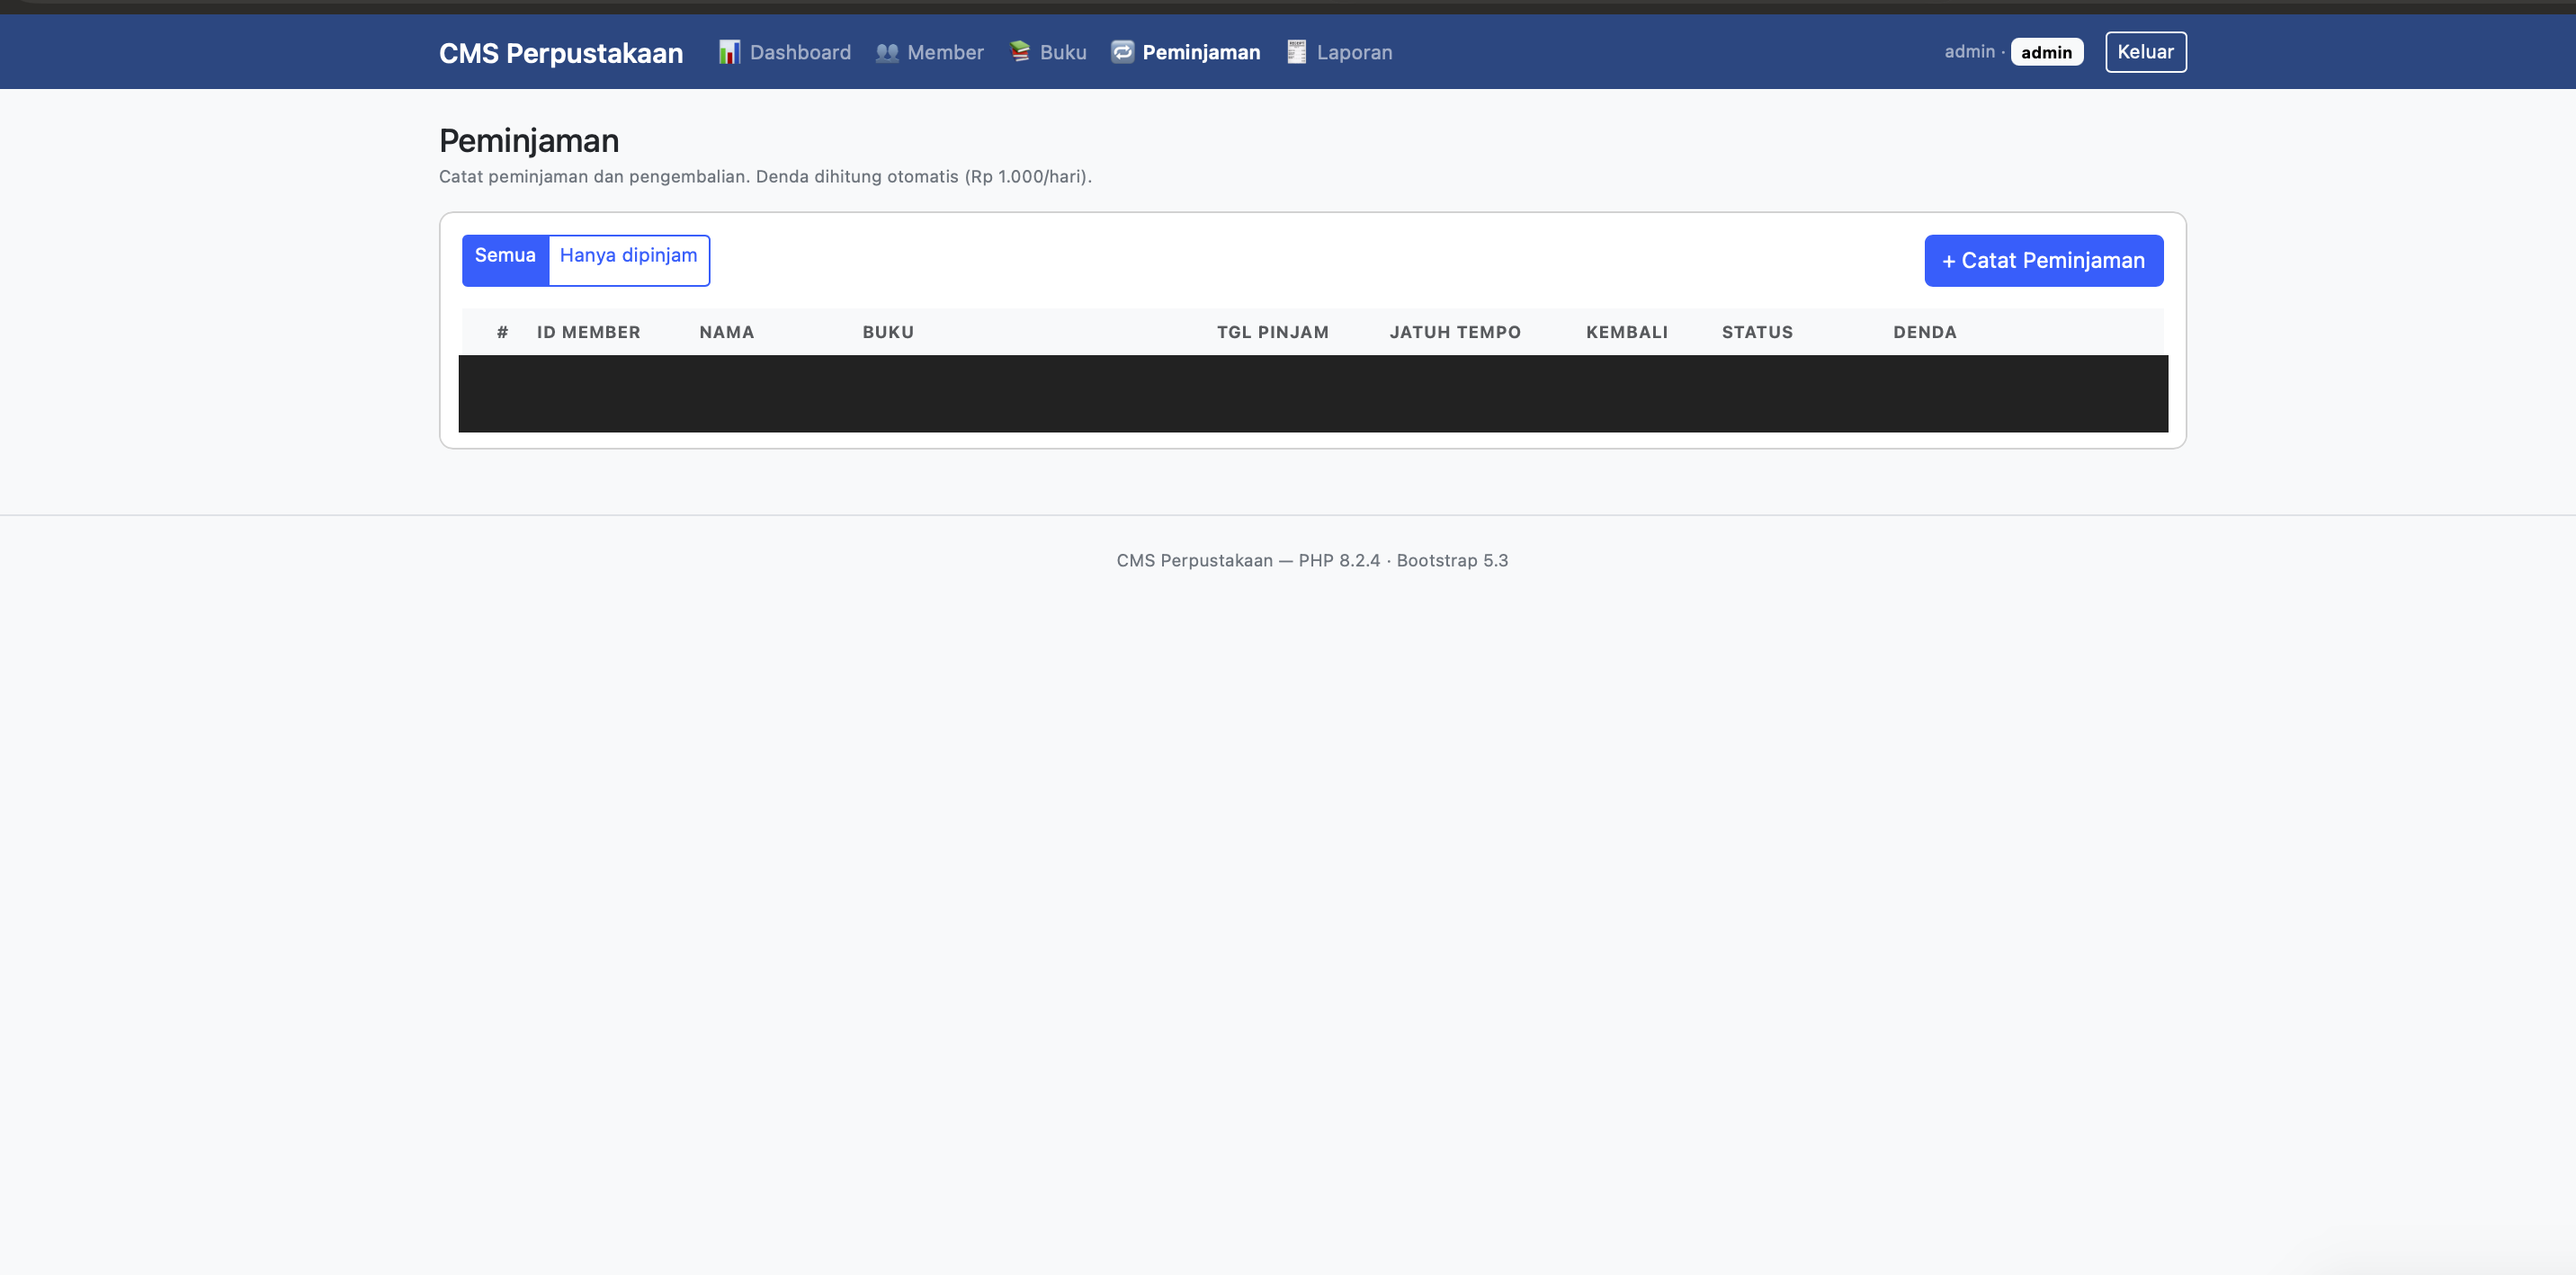 CMS Perpustakaan Dashboard Member Buku Peminjaman Laporan admin · admin Keluar
Peminjaman
Catat peminjaman dan pengembalian. Denda dihitung otomatis (Rp 1.000/hari).
Semua Hanya dipinjam + Catat Peminjaman
# ID MEMBER NAMA BUKU TGL PINJAM JATUH TEMPO KEMBALI STATUS DENDA
CMS Perpustakaan — PHP 8.2.4 · Bootstrap 5.3